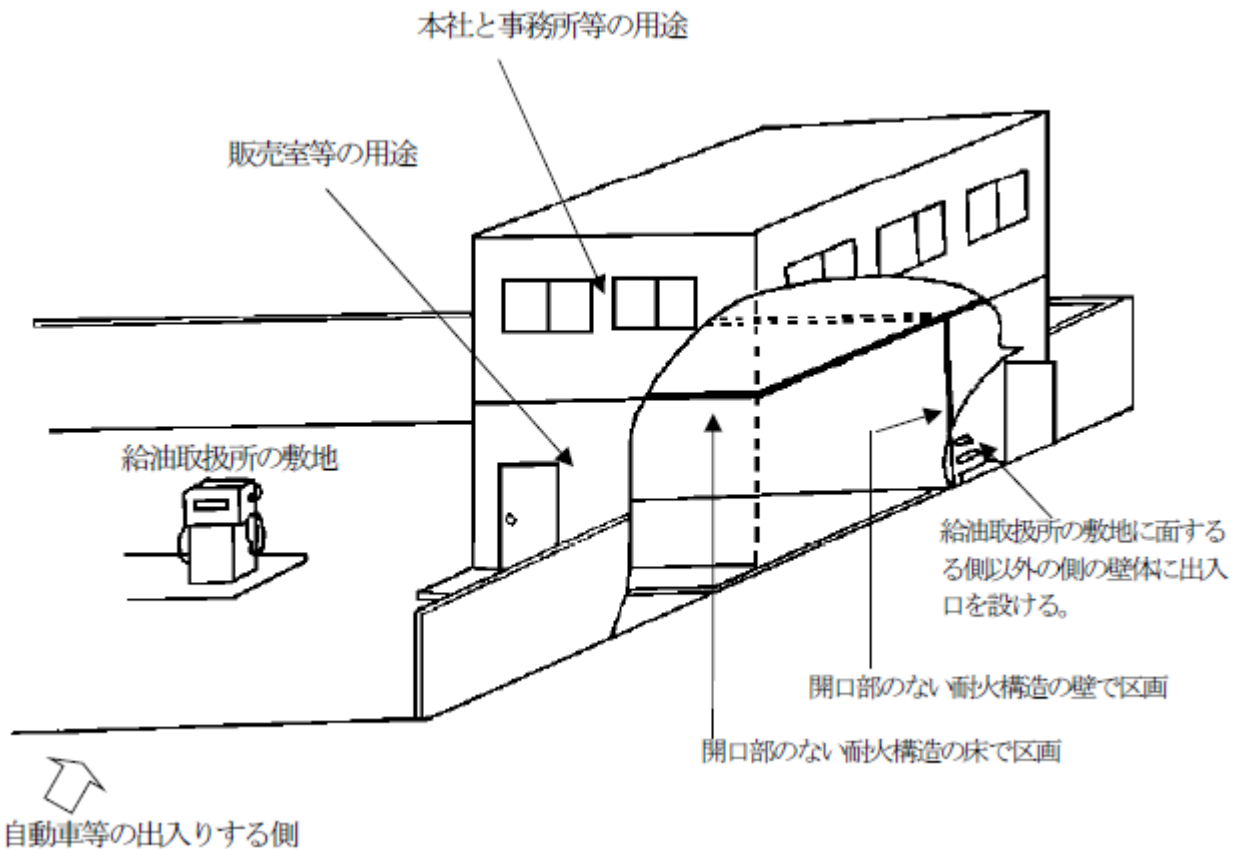 本社と事務所等の用途
販売室等の用途
給油取扱所の敷地
給油取扱所の敷地に面する
る側以外の側の壁体に出入
口を設ける。
開口部のない耐火構造の壁で区画
開口部のない耐火構造の床で区画
自動車等の出入りする側